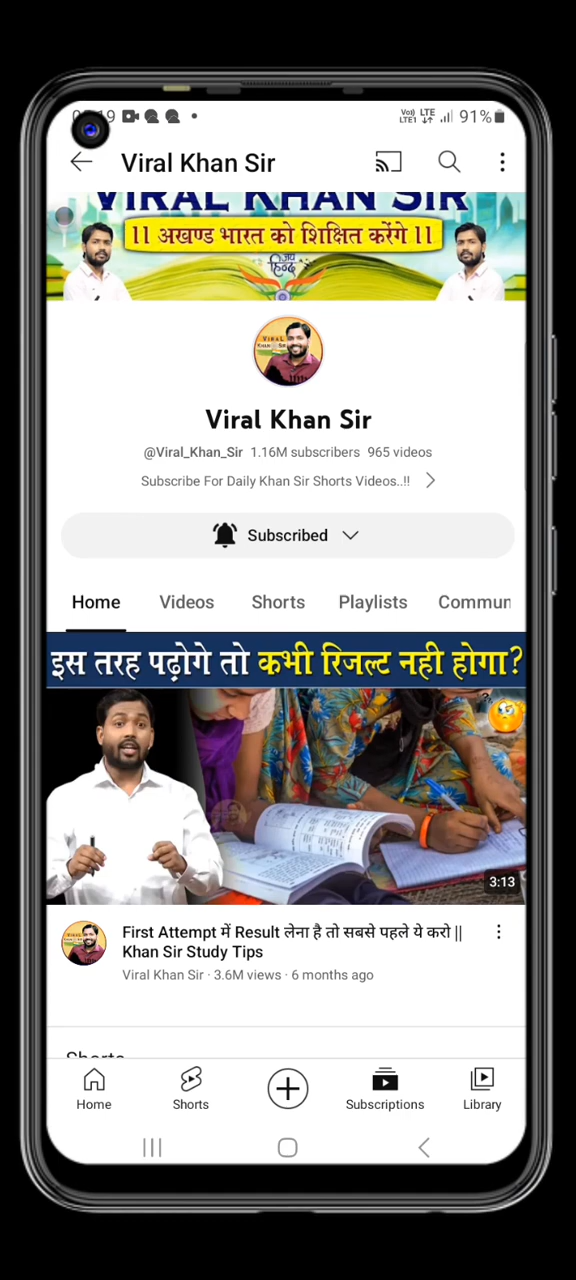 LTE
91%
Viral Khan Sir
VIRAL KHAN SIR
।। अखण्ड भारत को शिक्षित करेंगे ।।
जय
हिन्द
Viral Khan Sir
@Viral_Khan_Sir 1.16M subscribers 965 videos
Subscribe For Daily Khan Sir Shorts Videos..!!
Subscribed
Home Videos Shorts Playlists Commun
इस तरह पढ़ोगे तो कभी रिजल्ट नही होगा?
3:13
First Attempt में Result लेना है तो सबसे पहले ये करो ||
Khan Sir Study Tips
Viral Khan Sir · 3.6M views · 6 months ago
Shorts
Home Shorts Subscriptions Library